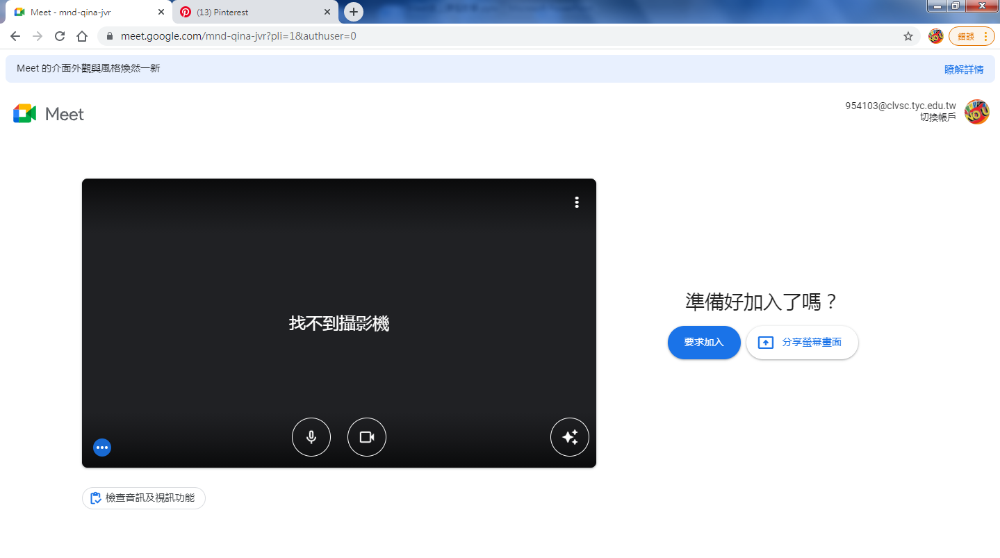 Meet - mnd-qina-jvr
(13) Pinterest
meet.google.com/mnd-qina-jvr?pli=1&authuser=0
錯誤
Meet 的介面外觀與風格煥然一新
瞭解詳情
Meet
954103@clvsc.tyc.edu.tw
切換帳戶
找不到攝影機
準備好加入了嗎？
要求加入
分享螢幕畫面
檢查音訊及視訊功能